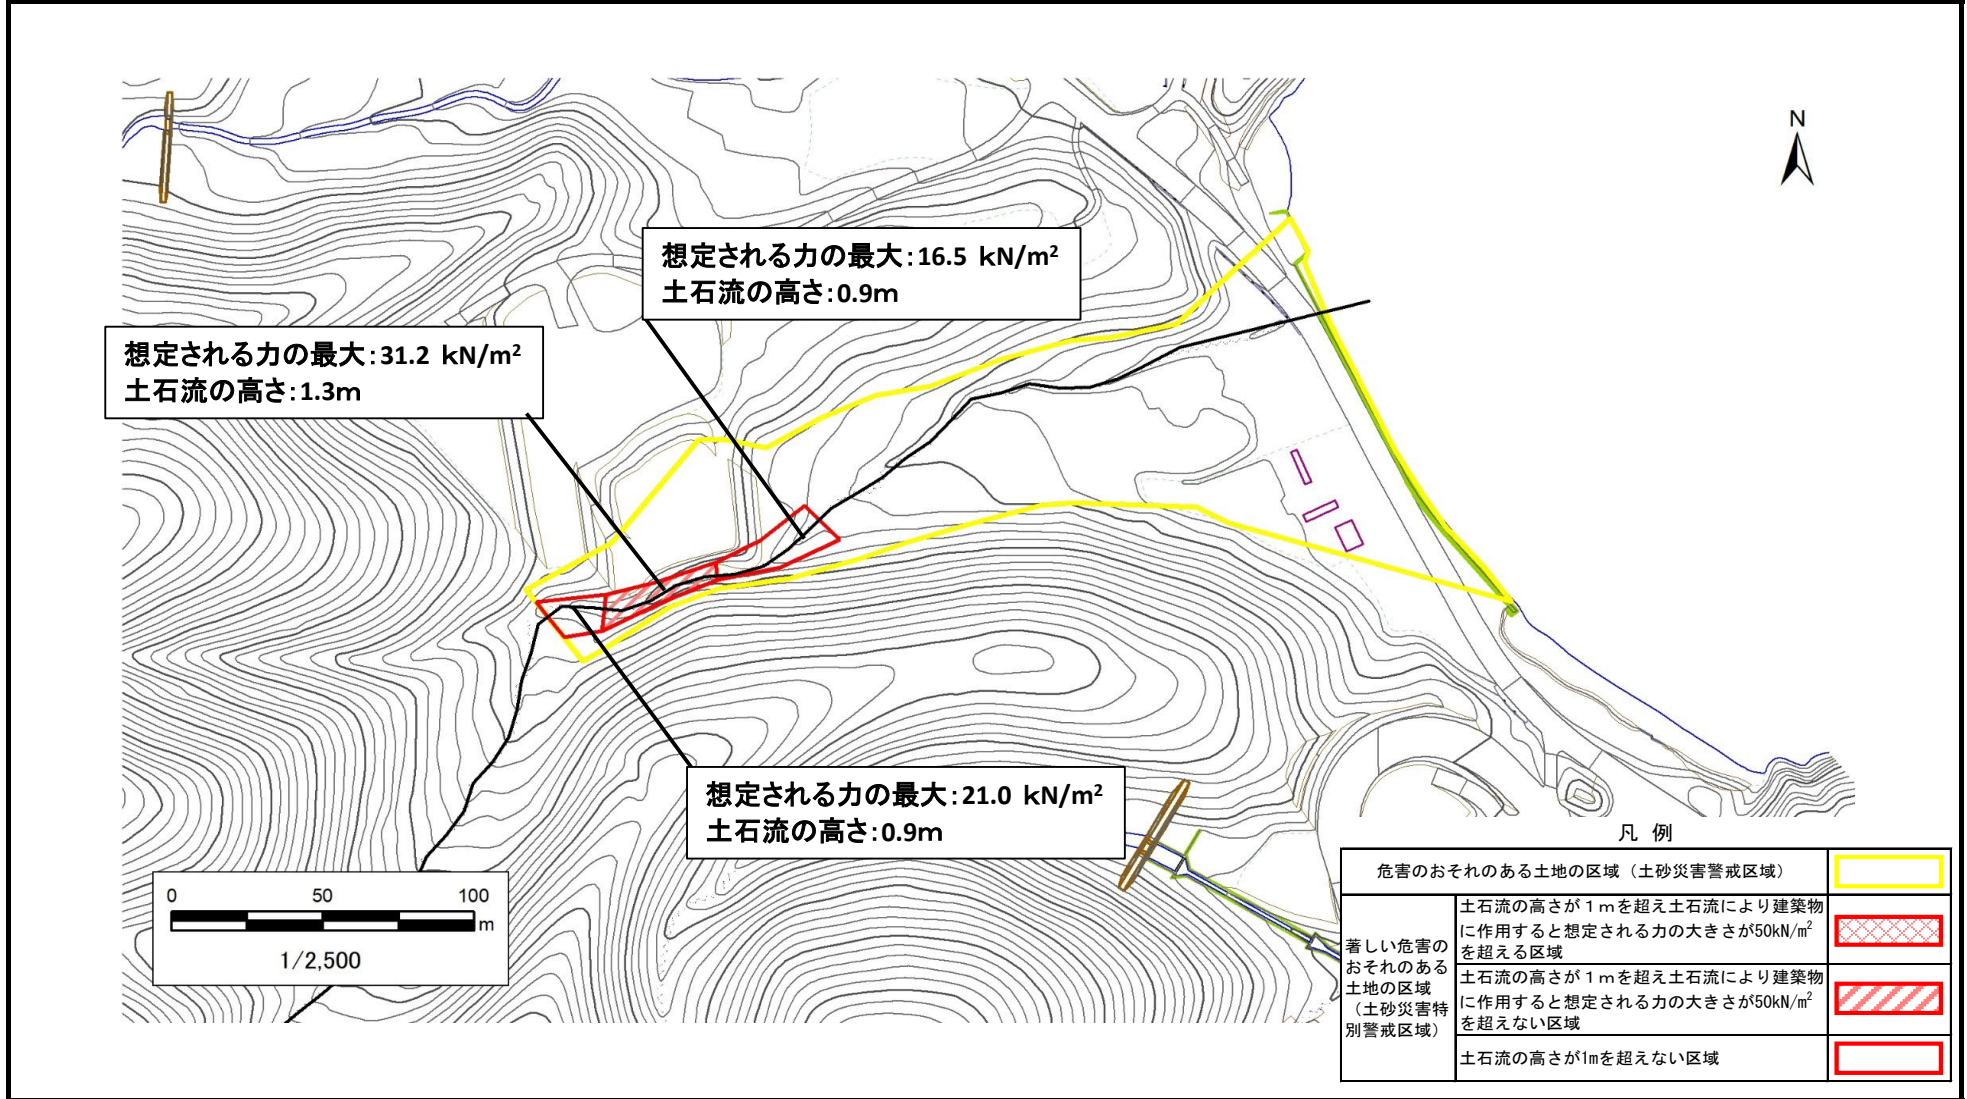 N
想定される力の最大:16.5 kN/m²
土石流の高さ:0.9m
想定される力の最大:31.2 kN/m²
土石流の高さ:1.3m
想定される力の最大:21.0 kN/m²
土石流の高さ:0.9m
0 50 100
m
1/2,500
凡 例
危害のおそれのある土地の区域（土砂災害警戒区域）
著しい危害の
おそれのある
土地の区域
（土砂災害特
別警戒区域）
土石流の高さが１ｍを超え土石流により建築物
に作用すると想定される力の大きさが50kN/m²
を超える区域
土石流の高さが１ｍを超え土石流により建築物
に作用すると想定される力の大きさが50kN/m²
を超えない区域
土石流の高さが1mを超えない区域